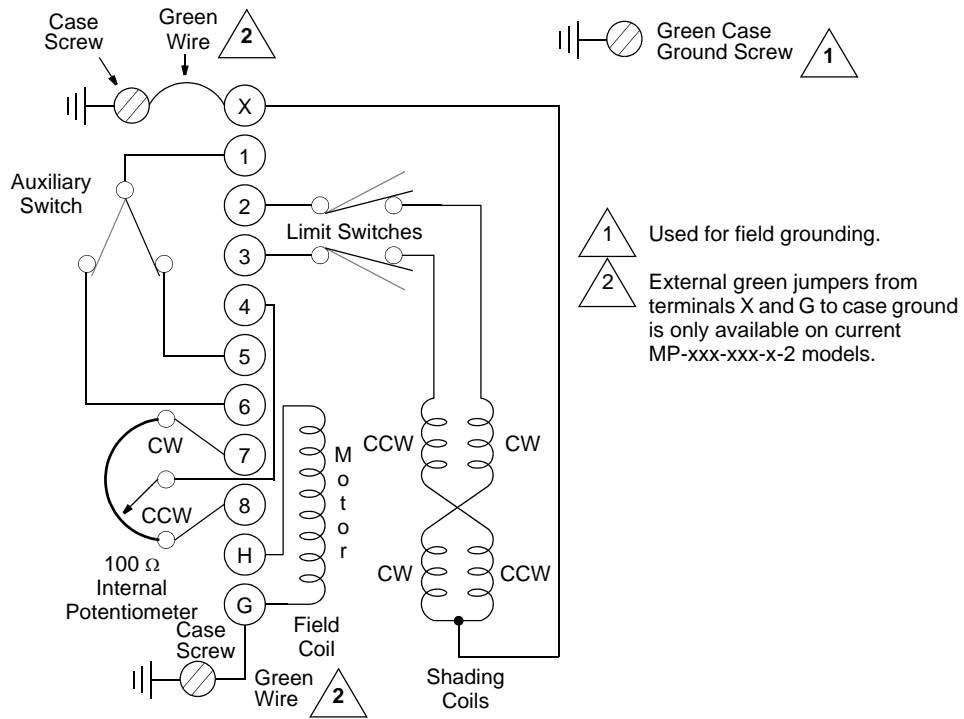 Case
Screw
Green
Wire
2
Green Case
Ground Screw
1
X
1
Auxiliary
Switch
2
Limit Switches
3
4
5
6
1
Used for field grounding.
2
External green jumpers from
terminals X and G to case ground
is only available on current
MP-xxx-xxx-x-2 models.
CW
7
CCW
8
100 Ω
Internal
Potentiometer
H
G
Motor
CCW
CW
CW
CCW
Field
Coil
Case
Screw
Green
Wire
2
Shading
Coils